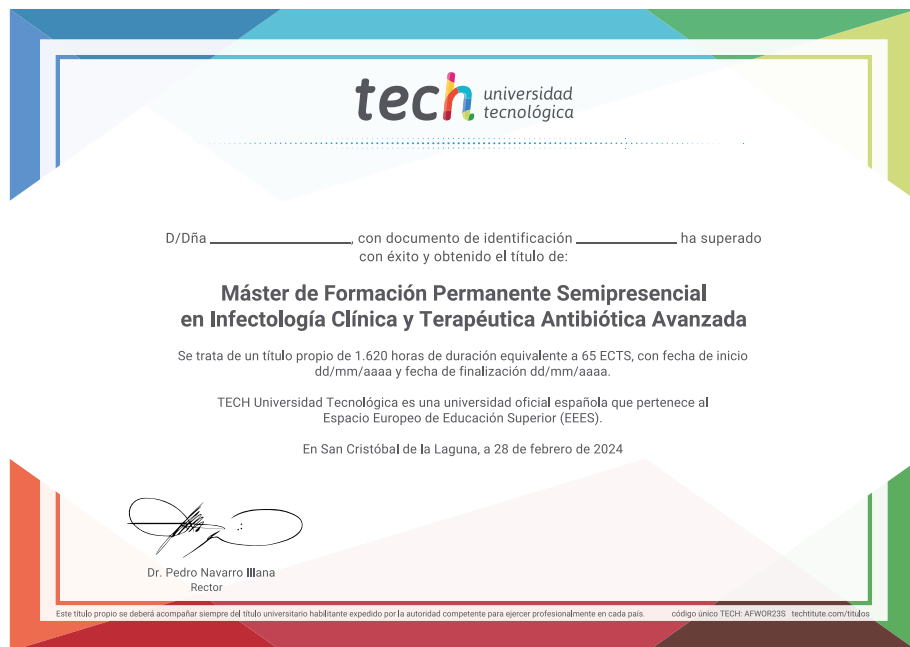 tech universidad
tecnológica
D/Dña ____________________, con documento de identificación ______________ ha superado
con éxito y obtenido el título de:
Máster de Formación Permanente Semipresencial
en Infectología Clínica y Terapéutica Antibiótica Avanzada
Se trata de un título propio de 1.620 horas de duración equivalente a 65 ECTS, con fecha de inicio
dd/mm/aaaa y fecha de finalización dd/mm/aaaa.
TECH Universidad Tecnológica es una universidad oficial española que pertenece al
Espacio Europeo de Educación Superior (EEES).
En San Cristóbal de la Laguna, a 28 de febrero de 2024
Dr. Pedro Navarro Illana
Rector
Este título propio se deberá acompañar siempre del título universitario habilitante expedido por la autoridad competente para ejercer profesionalmente en cada país. código único TECH: AFWOR23S techtitute.com/titulos